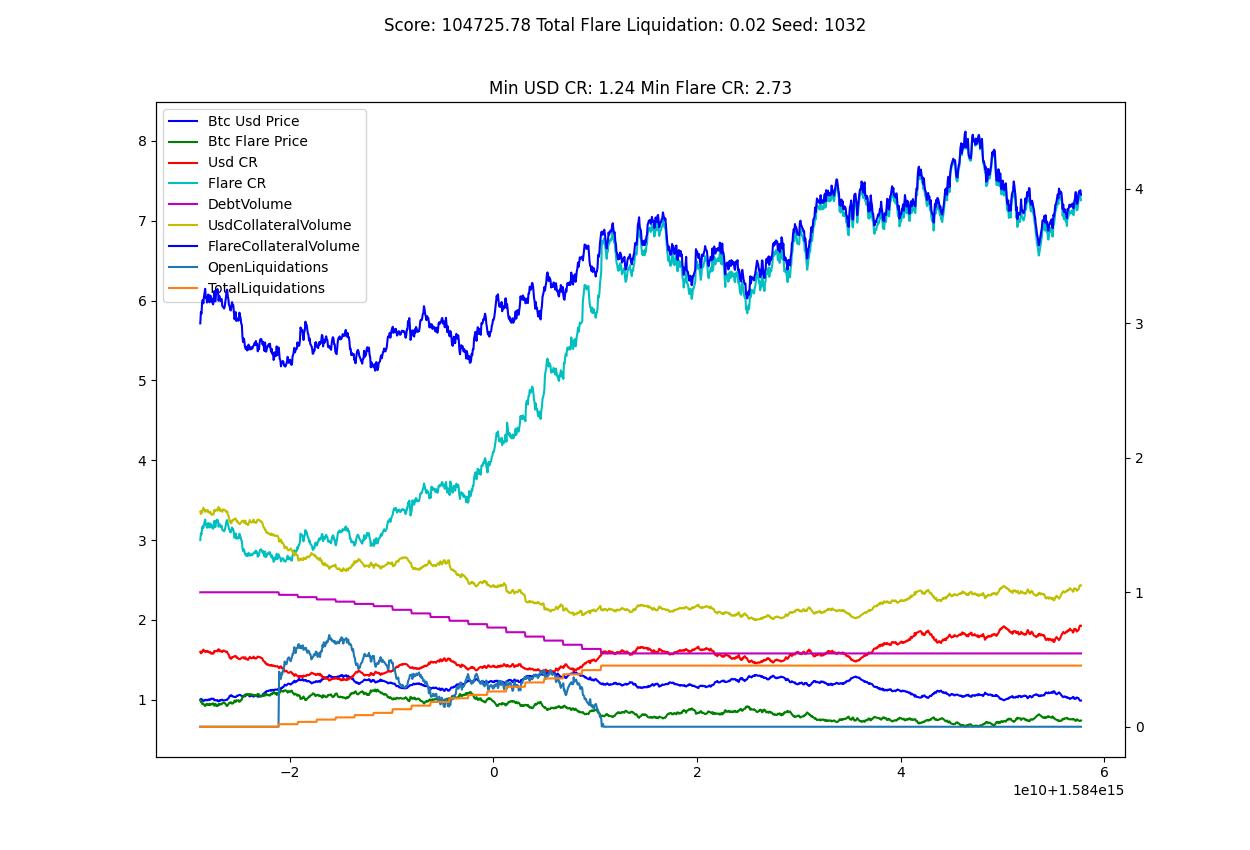 Score: 104725.78 Total Flare Liquidation: 0.02 Seed: 1032
Min USD CR: 1.24 Min Flare CR: 2.73
Btc Usd Price
Btc Flare Price
Usd CR
Flare CR
DebtVolume
UsdCollateralVolume
FlareCollateralVolume
OpenLiquidations
TotalLiquidations
8
7
6
5
4
3
2
1
4
3
2
1
0
−2
0
2
4
6
1e10+1.584e15